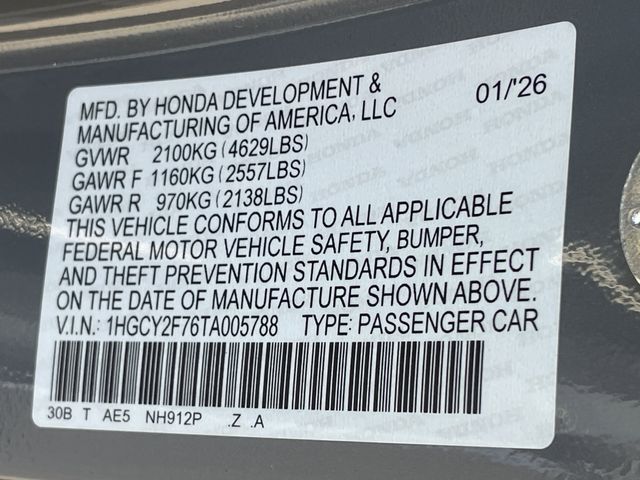 MFD. BY HONDA DEVELOPMENT & 01/'26
MANUFACTURING OF AMERICA, LLC
GVWR 2100KG (4629LBS)
GAWR F 1160KG (2557LBS)
GAWR R 970KG (2138LBS)
THIS VEHICLE CONFORMS TO ALL APPLICABLE
FEDERAL MOTOR VEHICLE SAFETY, BUMPER,
AND THEFT PREVENTION STANDARDS IN EFFECT
ON THE DATE OF MANUFACTURE SHOWN ABOVE.
V.I.N.: 1HGCY2F76TA005788 TYPE: PASSENGER CAR
30B T AE5 NH912P .Z .A